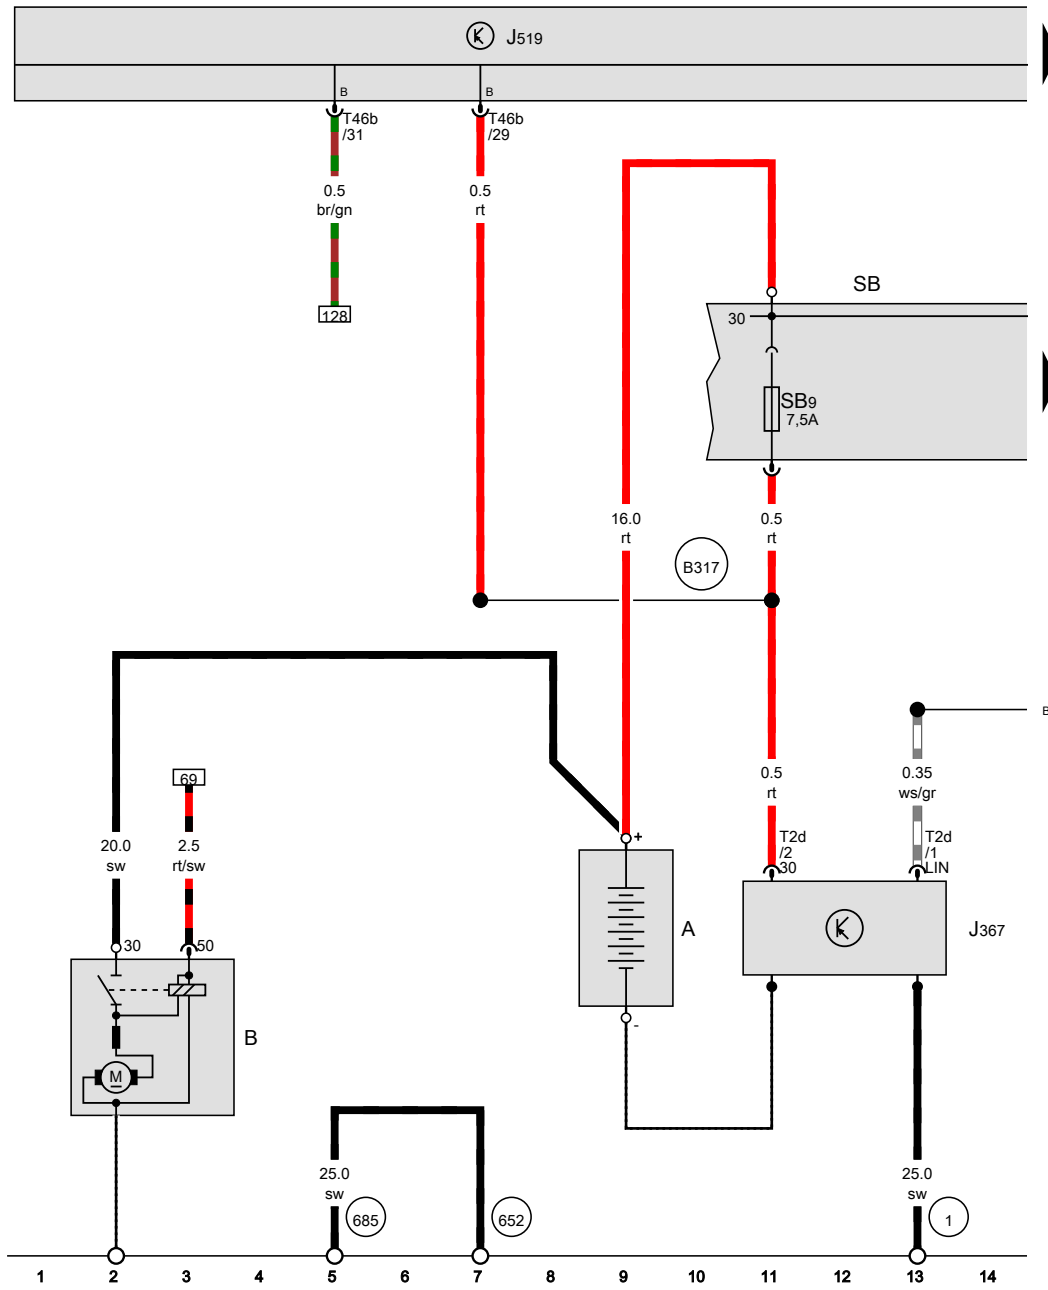 J519
B
B
T46b
/31
T46b
/29
0.5
br/gn
0.5
rt
128
SB
30
SB9
7,5A
16.0
rt
0.5
rt
B317
B
69
0.5
rt
0.35
ws/gr
20.0
sw
2.5
rt/sw
+
T2d
/2
30
T2d
/1
LIN
A
J367
30
50
-
B
M
25.0
sw
25.0
sw
685
652
1
1 2 3 4 5 6 7 8 9 10 11 12 13 14